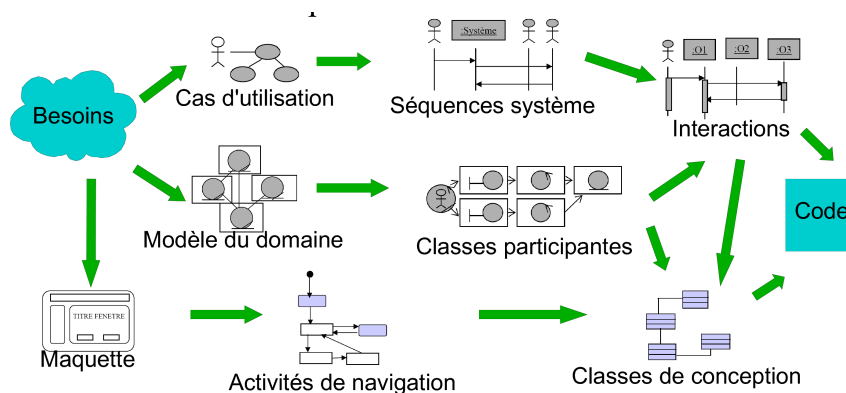 :Système
:O1
:O2
:O3
Besoins
Cas d'utilisation
Séquences système
Interactions
Code
Modèle du domaine
Classes participantes
TITRE FENETRE
Maquette
Activités de navigation
Classes de conception